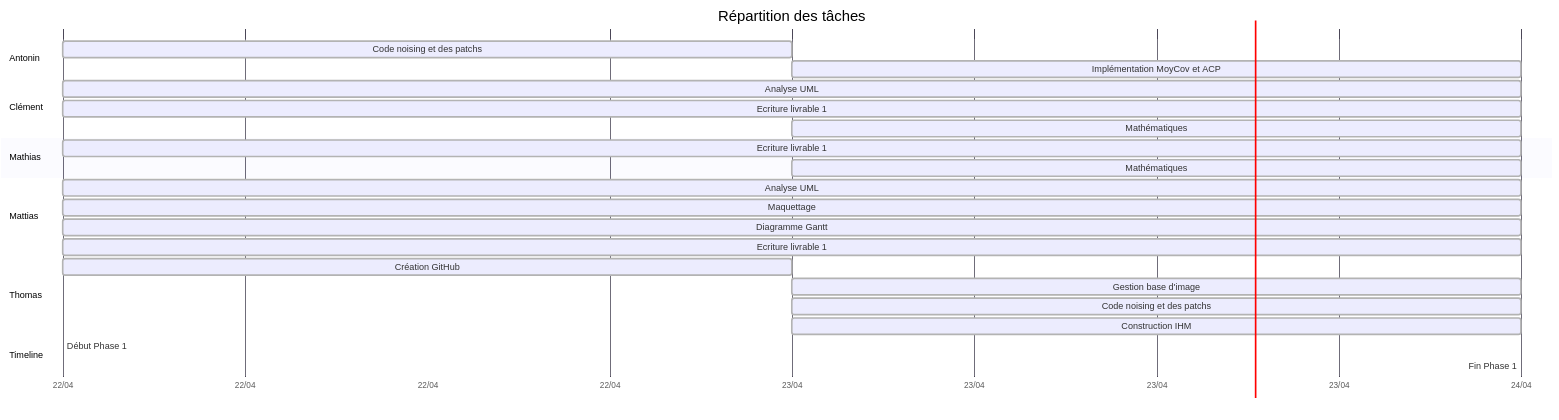 Répartition des tâches
Antonin
Code noising et des patchs
Implémentation MoyCov et ACP
Clément
Analyse UML
Ecriture livrable 1
Mathématiques
Mathias
Ecriture livrable 1
Mathématiques
Mattias
Analyse UML
Maquettage
Diagramme Gantt
Ecriture livrable 1
Thomas
Création GitHub
Gestion base d'image
Code noising et des patchs
Construction IHM
Timeline
Début Phase 1
Fin Phase 1
22/04 22/04 22/04 22/04 23/04 23/04 23/04 23/04 24/04